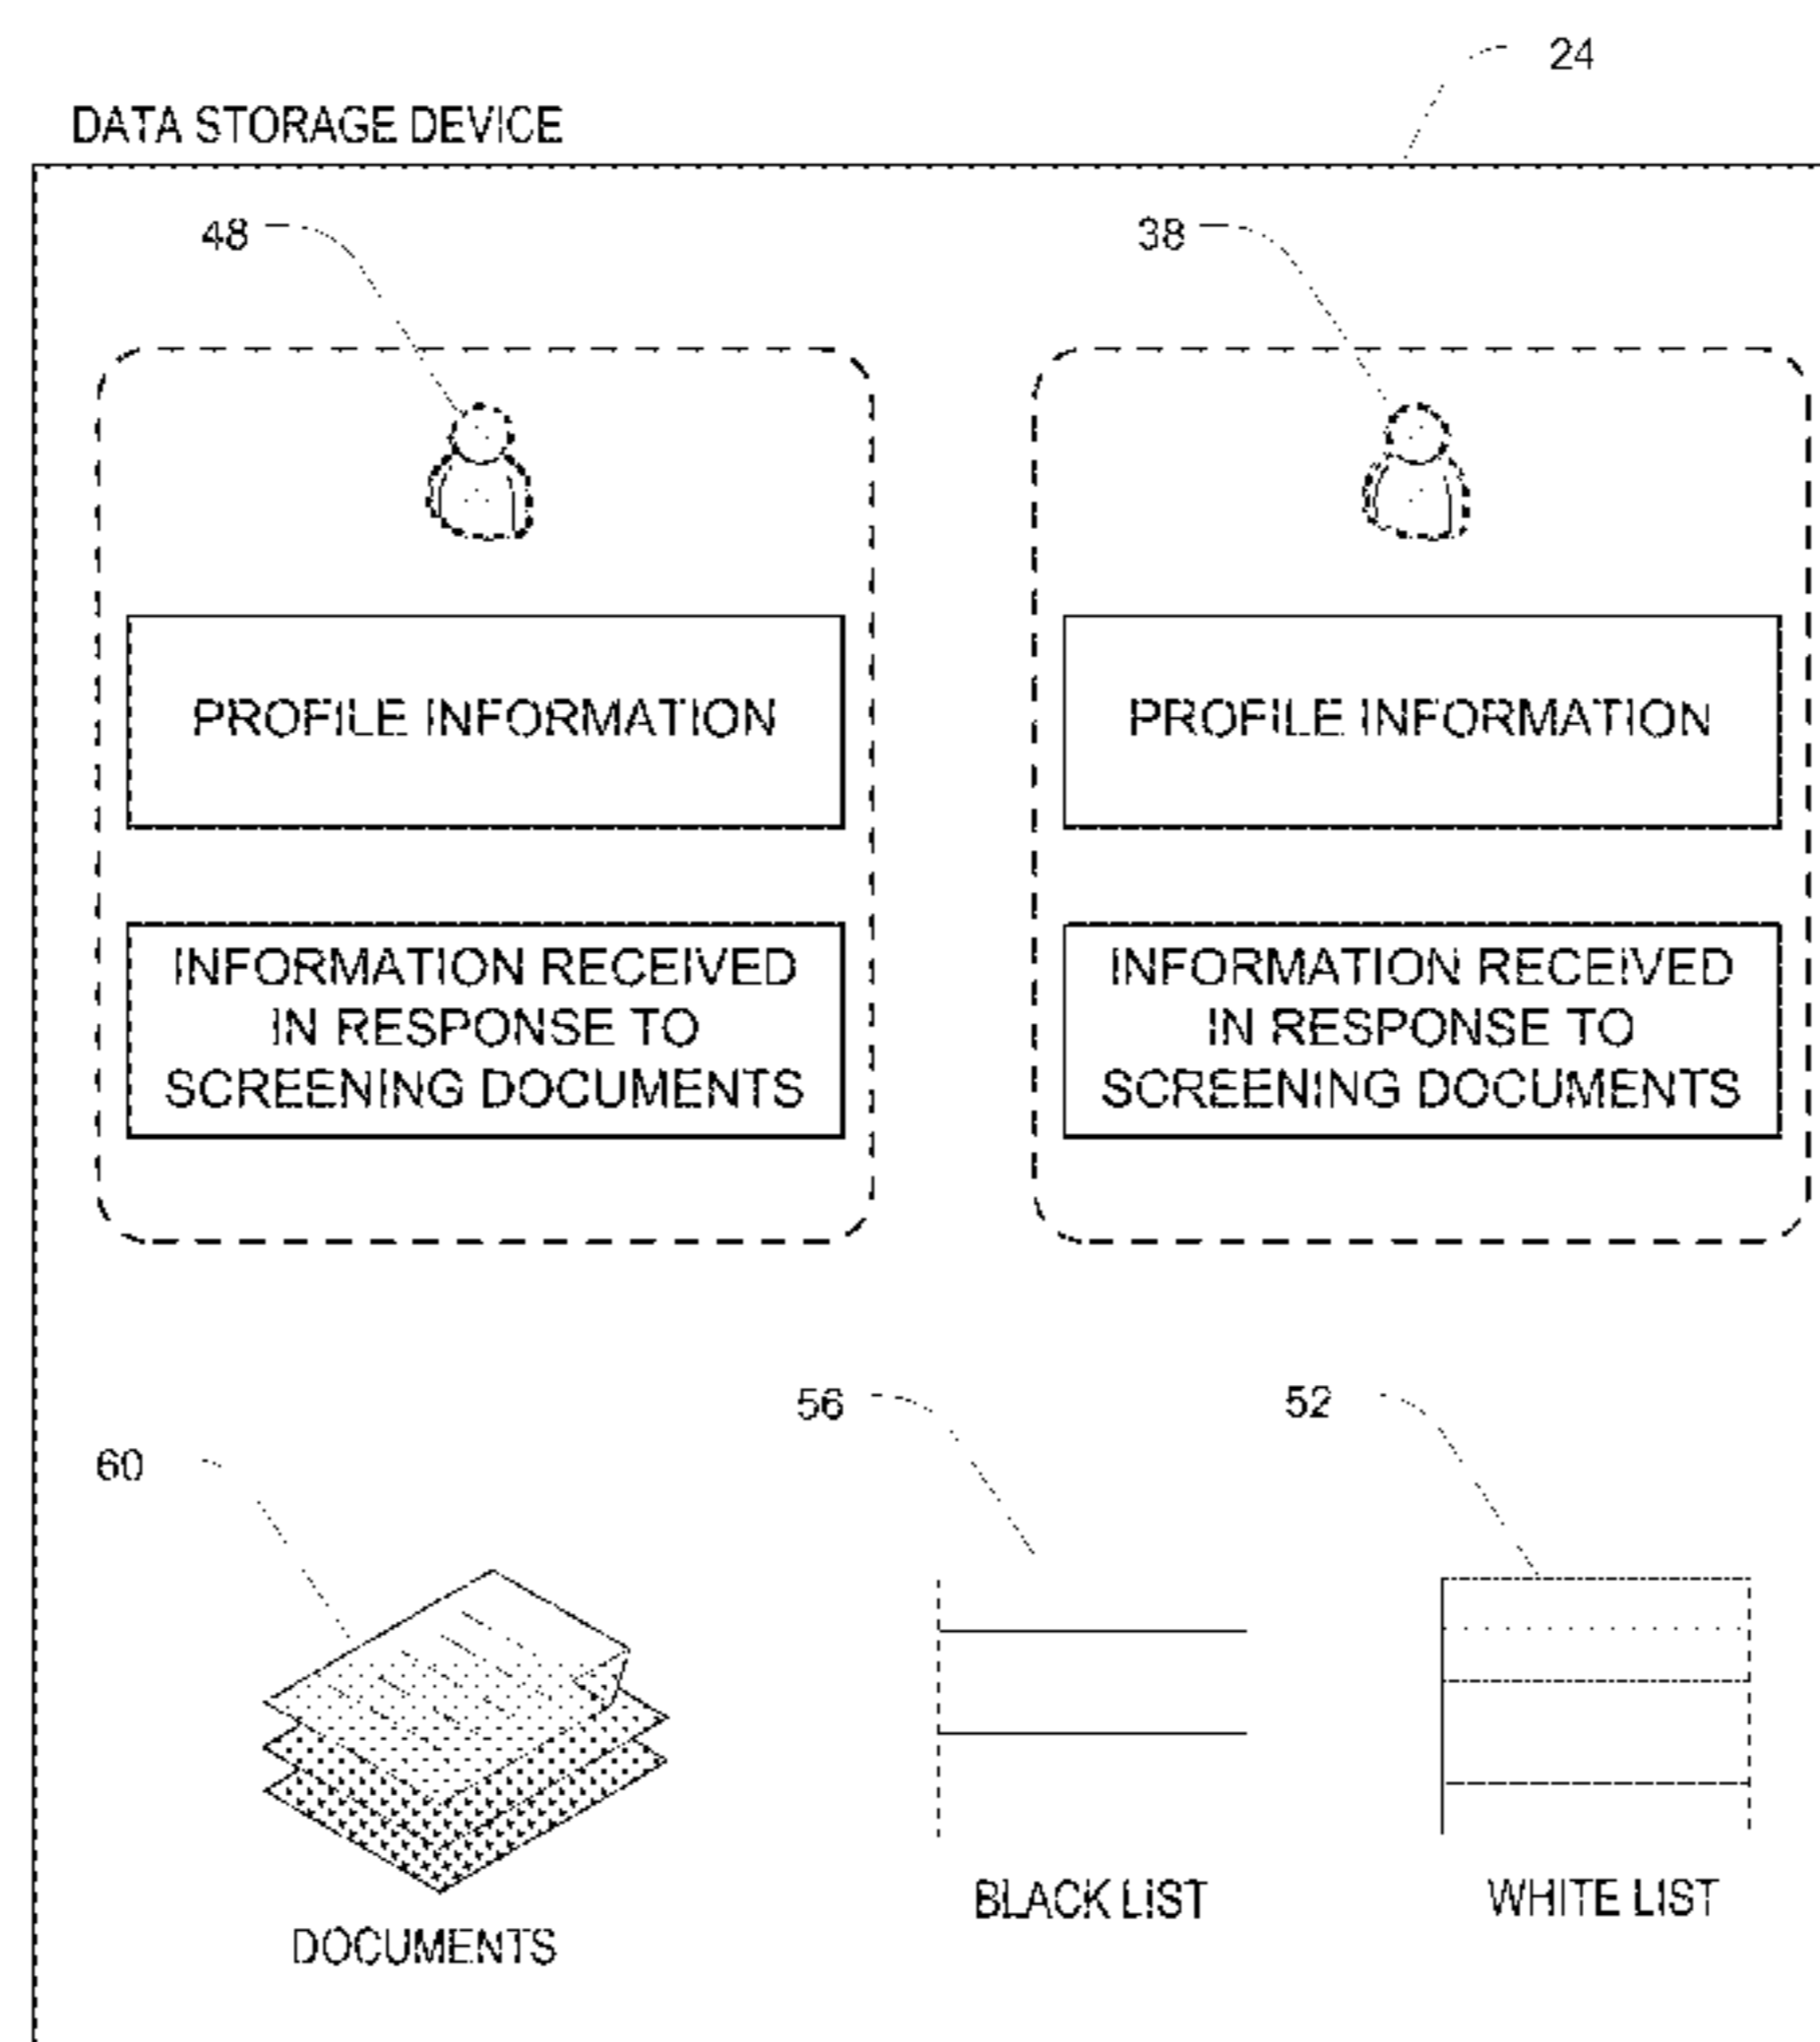 24
DATA STORAGE DEVICE
48
38
PROFILE INFORMATION
PROFILE INFORMATION
INFORMATION RECEIVED
IN RESPONSE TO
SCREENING DOCUMENTS
INFORMATION RECEIVED
IN RESPONSE TO
SCREENING DOCUMENTS
56
52
60
BLACK LIST
WHITE LIST
DOCUMENTS